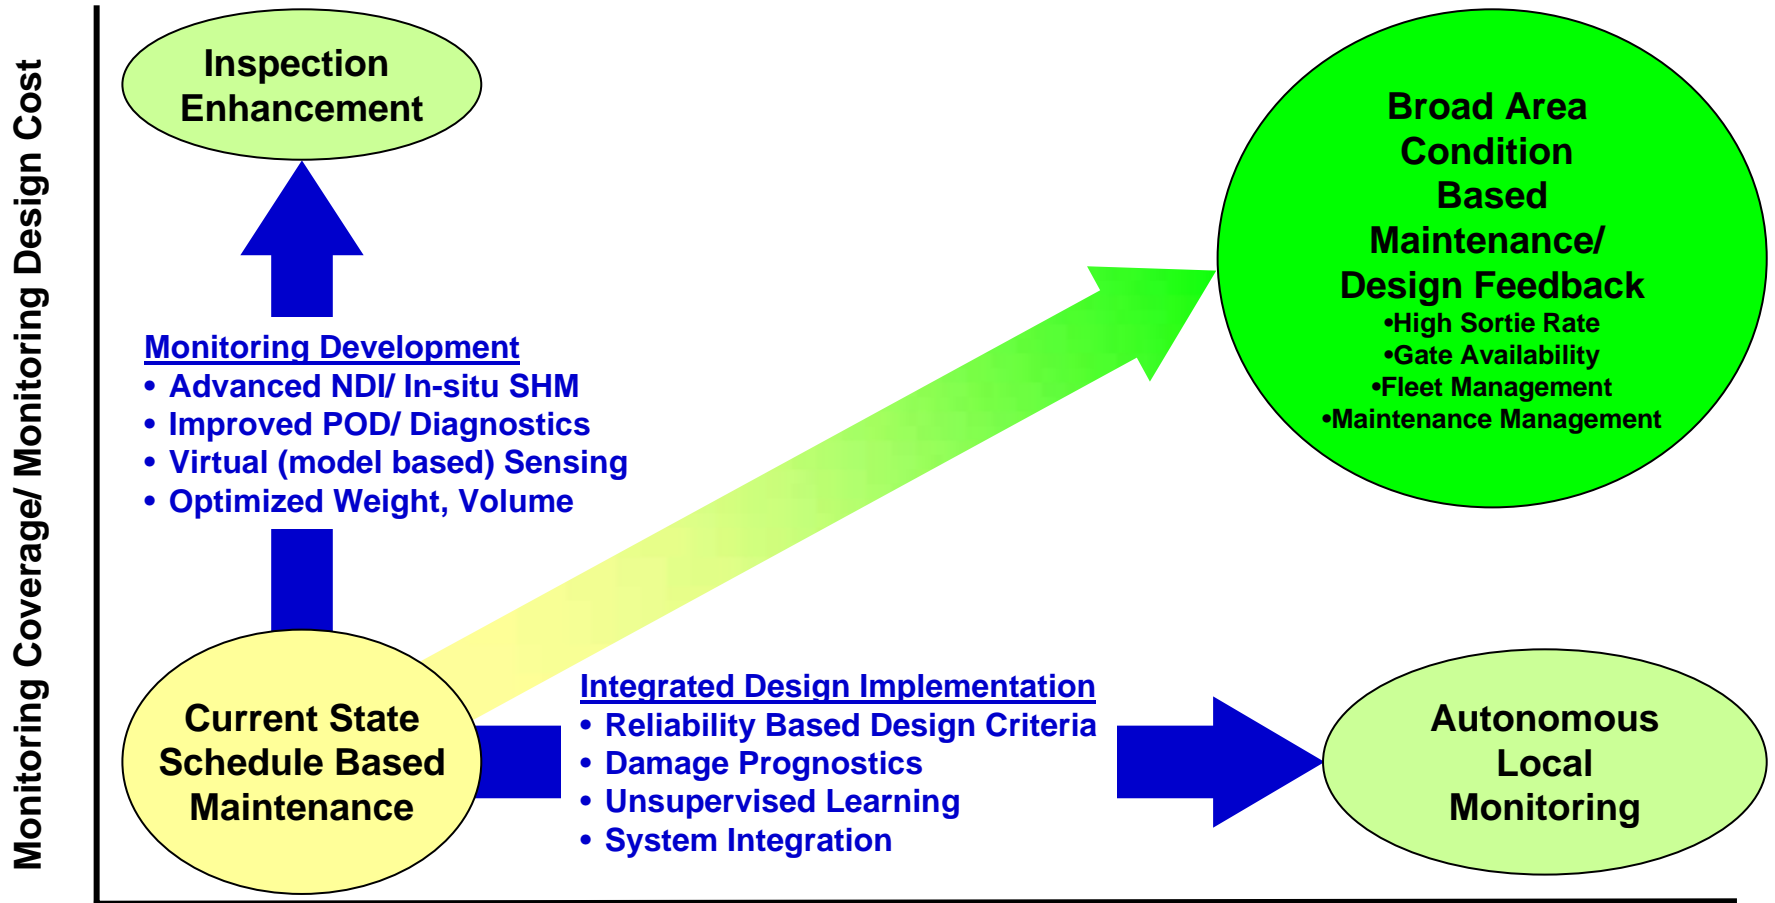 Monitoring Coverage/ Monitoring Design Cost
Inspection
Enhancement
Broad Area
Condition
Based
Maintenance/
Design Feedback
•High Sortie Rate
•Gate Availability
•Fleet Management
•Maintenance Management
Monitoring Development
• Advanced NDI/ In-situ SHM
• Improved POD/ Diagnostics
• Virtual (model based) Sensing
• Optimized Weight, Volume
Current State
Schedule Based
Maintenance
Integrated Design Implementation
• Reliability Based Design Criteria
• Damage Prognostics
• Unsupervised Learning
• System Integration
Autonomous
Local
Monitoring